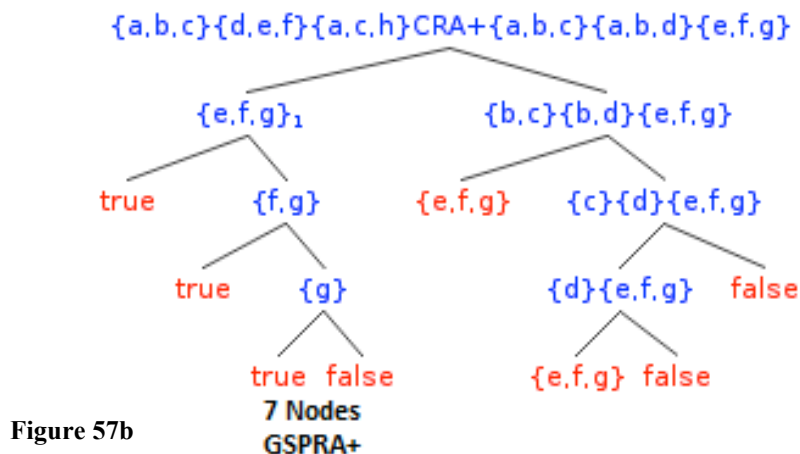 {a,b,c}{d,e,f}{a,c,h}CRA+{a,b,c}{a,b,d}{e,f,g}
{e,f,g}₁ {b,c}{b,d}{e,f,g}
true {f,g} {e,f,g} {c}{d}{e,f,g}
true {g} {d}{e,f,g} false
true false {e,f,g} false
7 Nodes
Figure 57b
GSPRA+